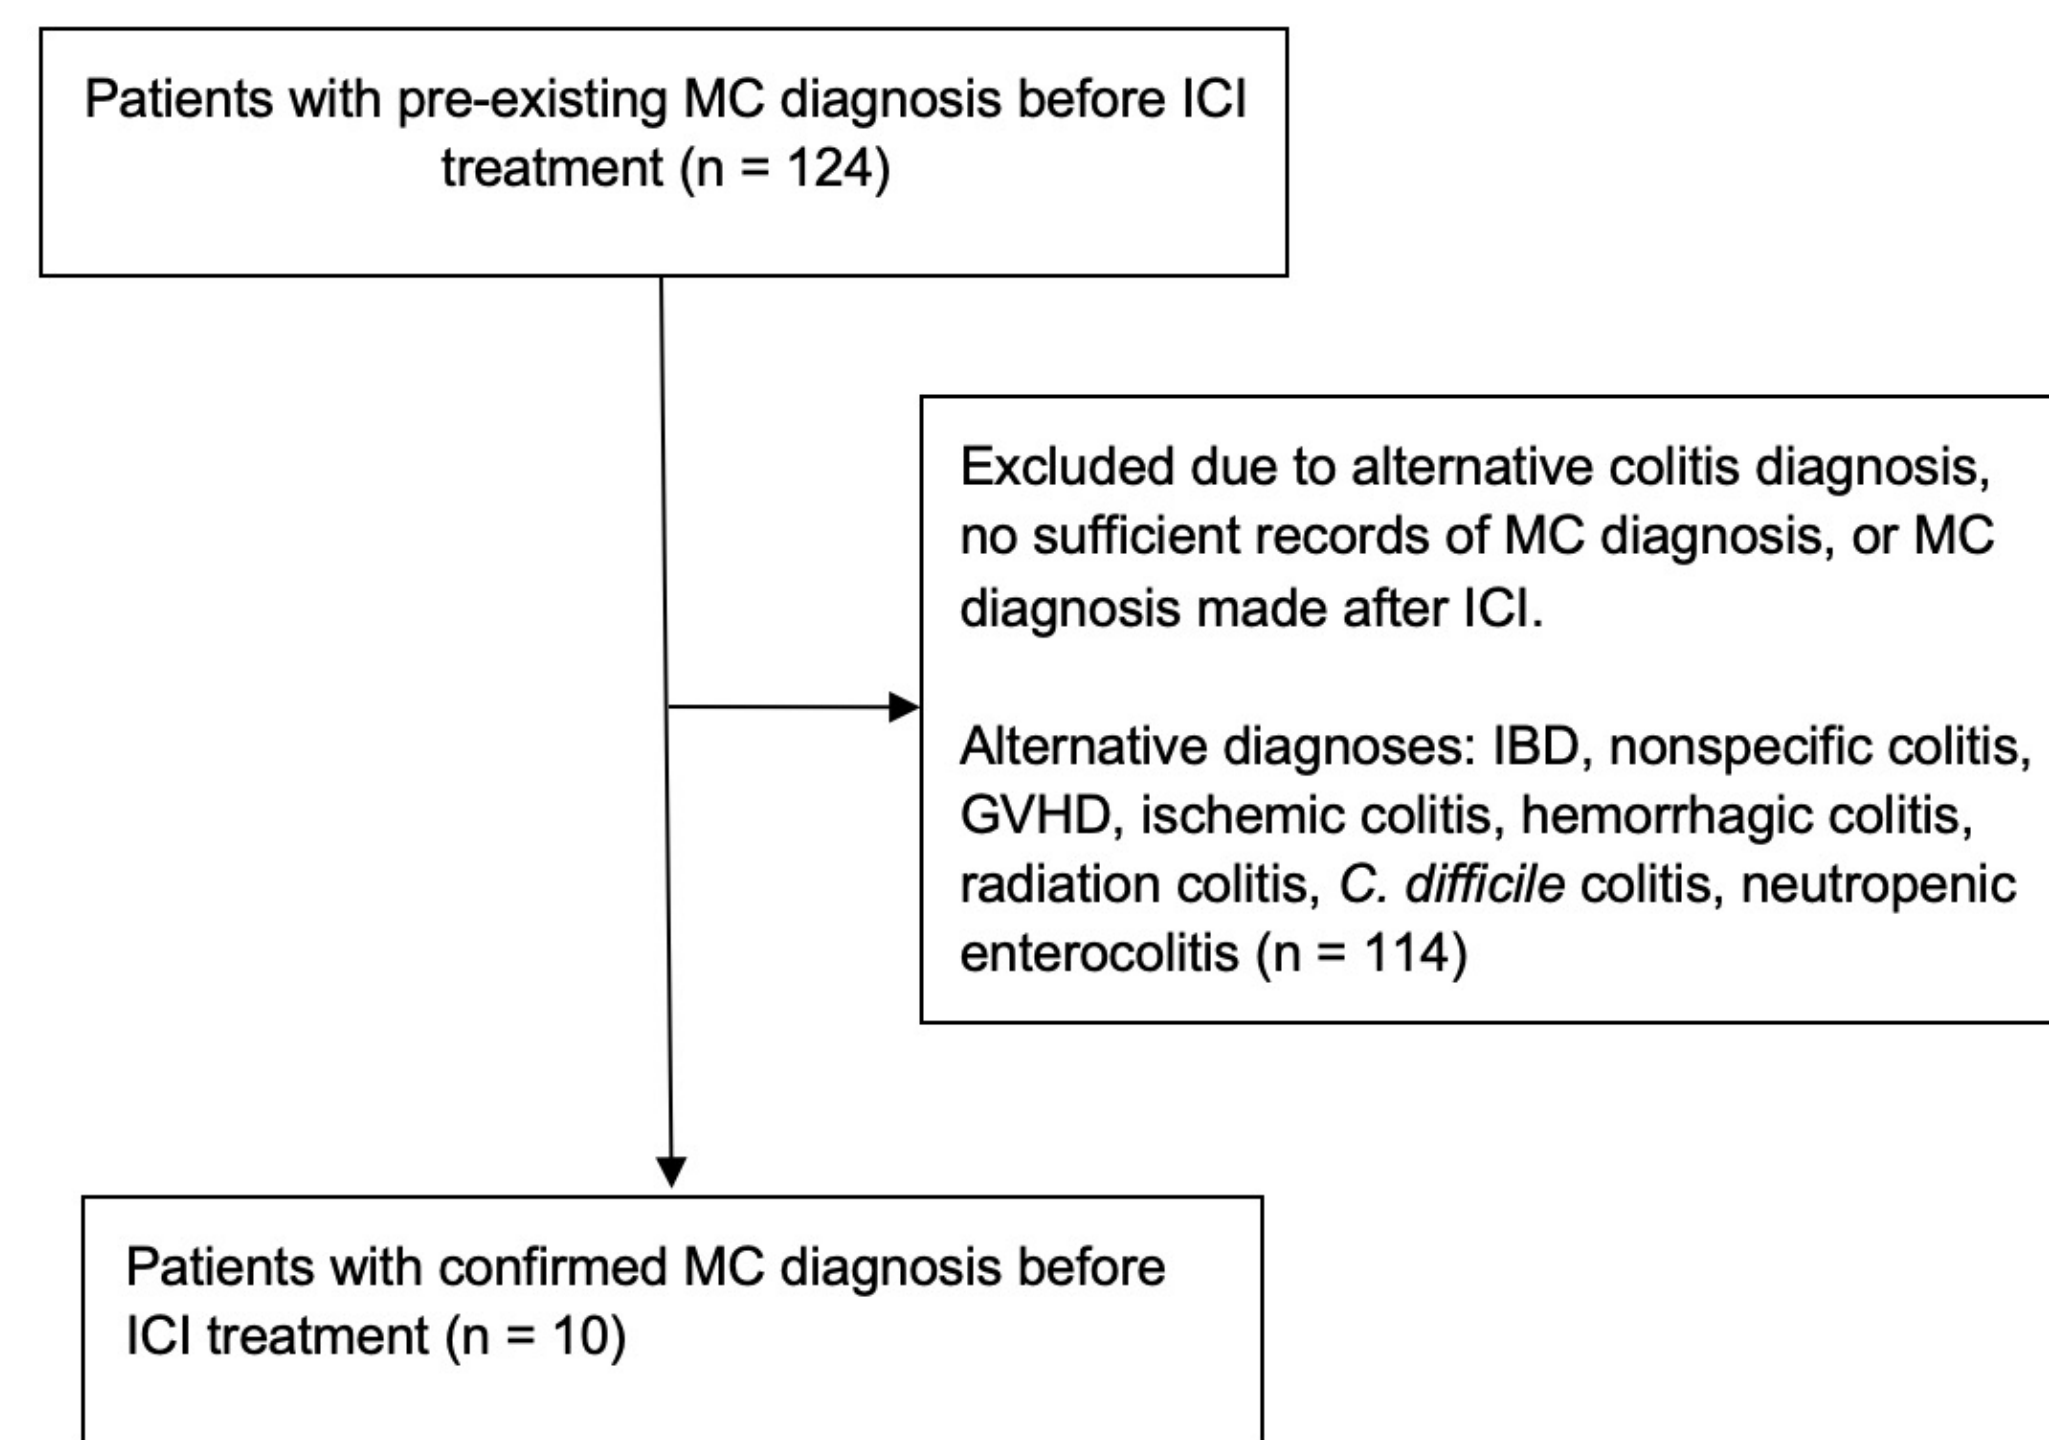 Patients with pre-existing MC diagnosis before ICI
treatment (n = 124)
Excluded due to alternative colitis diagnosis,
no sufficient records of MC diagnosis, or MC
diagnosis made after ICI.
Alternative diagnoses: IBD, nonspecific colitis,
GVHD, ischemic colitis, hemorrhagic colitis,
radiation colitis, C. difficile colitis, neutropenic
enterocolitis (n = 114)
Patients with confirmed MC diagnosis before
ICI treatment (n = 10)